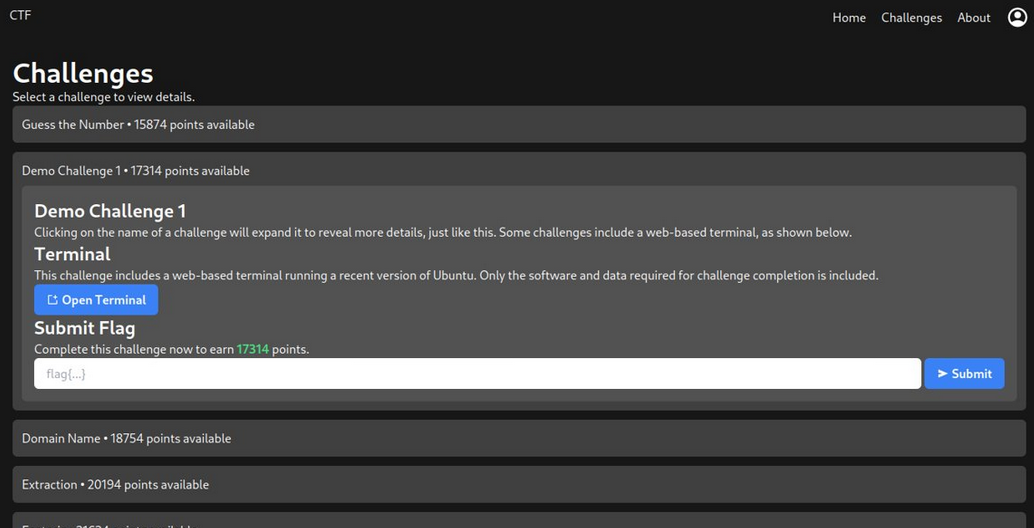 CTF
Home Challenges About
Challenges
Select a challenge to view details.
Guess the Number • 15874 points available
Demo Challenge 1 • 17314 points available
Demo Challenge 1
Clicking on the name of a challenge will expand it to reveal more details, just like this. Some challenges include a web-based terminal, as shown below.
Terminal
This challenge includes a web-based terminal running a recent version of Ubuntu. Only the software and data required for challenge completion is included.
Open Terminal
Submit Flag
Complete this challenge now to earn 17314 points.
flag{...}
Submit
Domain Name • 18754 points available
Extraction • 20194 points available